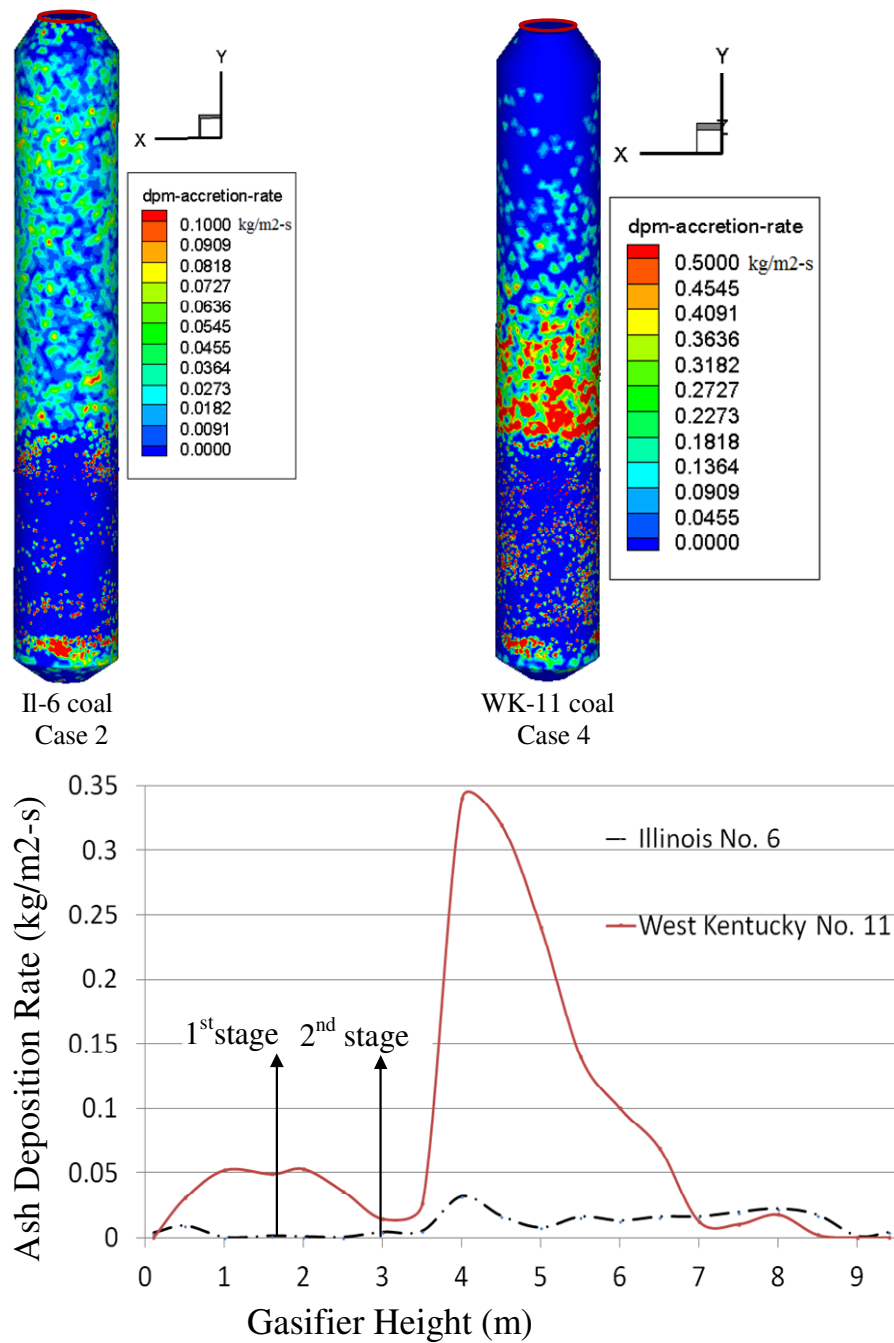 Y
X
dpm-accretion-rate
0.1000 kg/m2-s
0.0909
0.0818
0.0727
0.0636
0.0545
0.0455
0.0364
0.0273
0.0182
0.0091
0.0000
Il-6 coal
Case 2
Y
Z
X
dpm-accretion-rate
0.5000 kg/m2-s
0.4545
0.4091
0.3636
0.3182
0.2727
0.2273
0.1818
0.1364
0.0909
0.0455
0.0000
WK-11 coal
Case 4
Ash Deposition Rate (kg/m2-s)
0.35
0.3
0.25
0.2
0.15
0.1
0.05
0
Illinois No. 6
West Kentucky No. 11
1st stage
2nd stage
0 1 2 3 4 5 6 7 8 9
Gasifier Height (m)